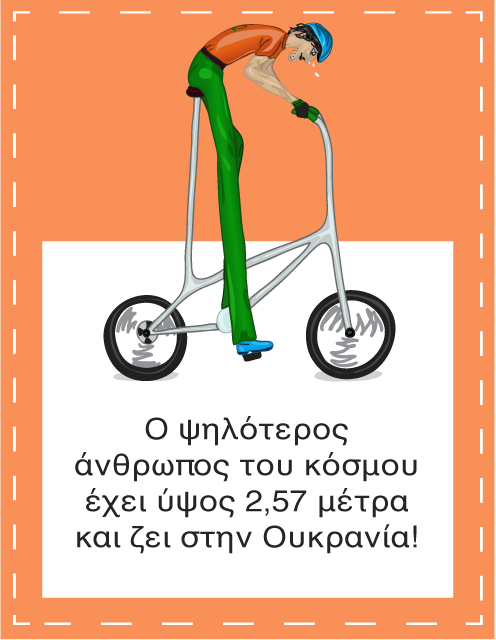 Ο ψηλότερος
άνθρωπος του κόσμου
έχει ύψος 2,57 μέτρα
και ζει στην Ουκρανία!